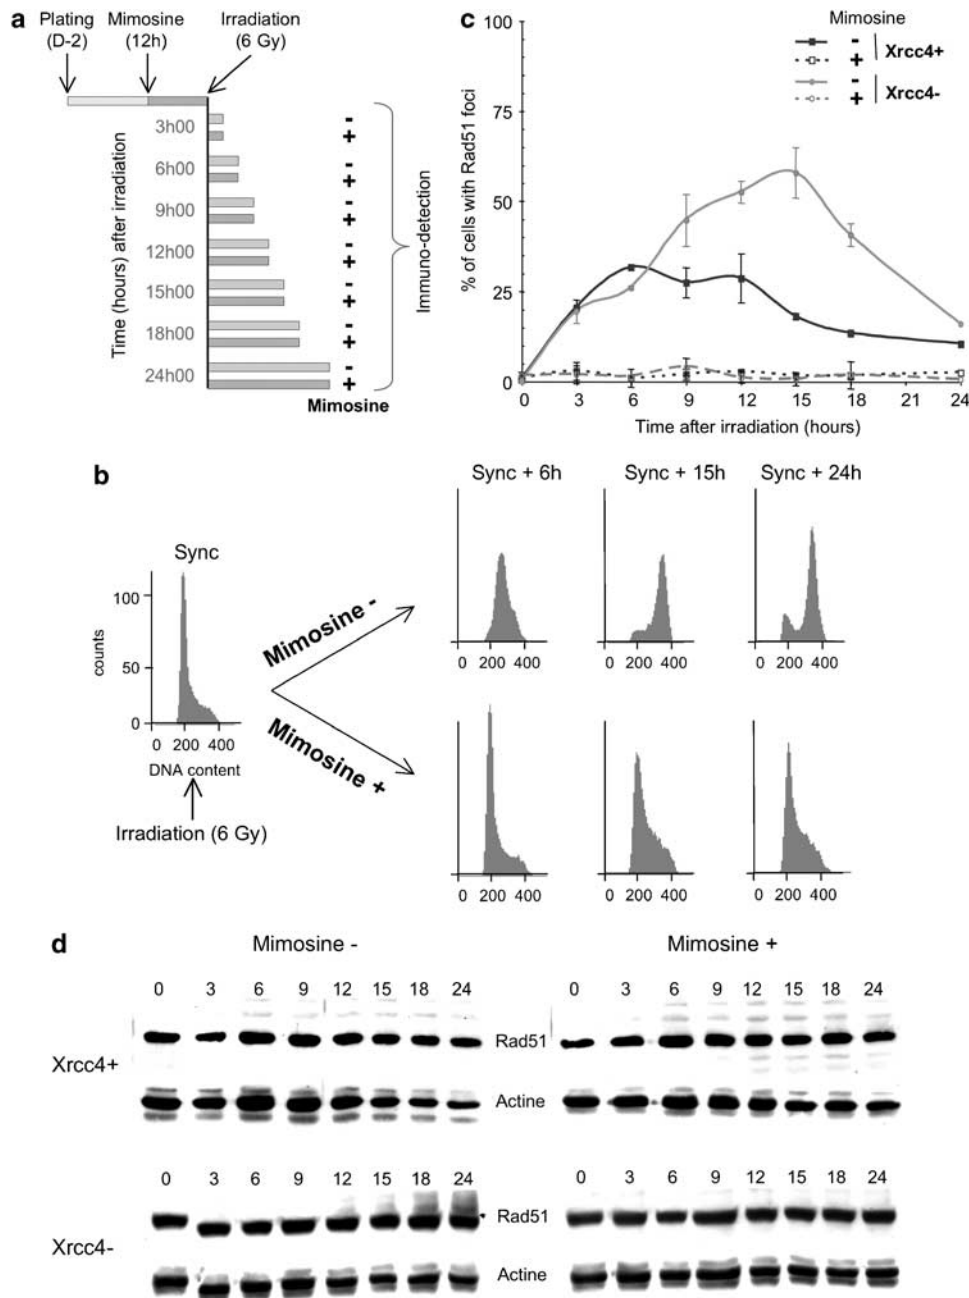 a
Plating
(D-2)
Mimosine
(12h)
Irradiation
(6 Gy)
Time (hours) after irradiation
3h00
6h00
9h00
12h00
15h00
18h00
24h00
-
+
-
+
-
+
-
+
-
+
-
+
-
+
Mimosine
Immuno-detection
c
Mimosine
- Xrcc4+
+
- Xrcc4-
+
% of cells with Rad51 foci
100
75
50
25
0
0 3 6 9 12 15 18 21 24
Time after irradiation (hours)
b
Sync
counts
100
50
0
0 200 400
DNA content
Irradiation (6 Gy)
Mimosine -
Mimosine +
Sync + 6h
Sync + 15h
Sync + 24h
0 200 400
0 200 400
0 200 400
0 200 400
0 200 400
0 200 400
d
Mimosine -
Mimosine +
0 3 6 9 12 15 18 24
0 3 6 9 12 15 18 24
Xrcc4+
Rad51
Actine
0 3 6 9 12 15 18 24
0 3 6 9 12 15 18 24
Xrcc4-
Rad51
Actine